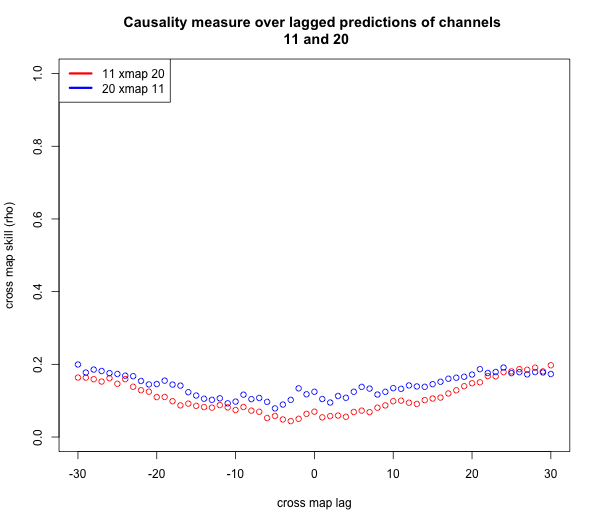 Causality measure over lagged predictions of channels
11 and 20
11 xmap 20
20 xmap 11
cross map skill (rho)
1.0
0.8
0.6
0.4
0.2
0.0
-30 -20 -10 0 10 20 30
cross map lag